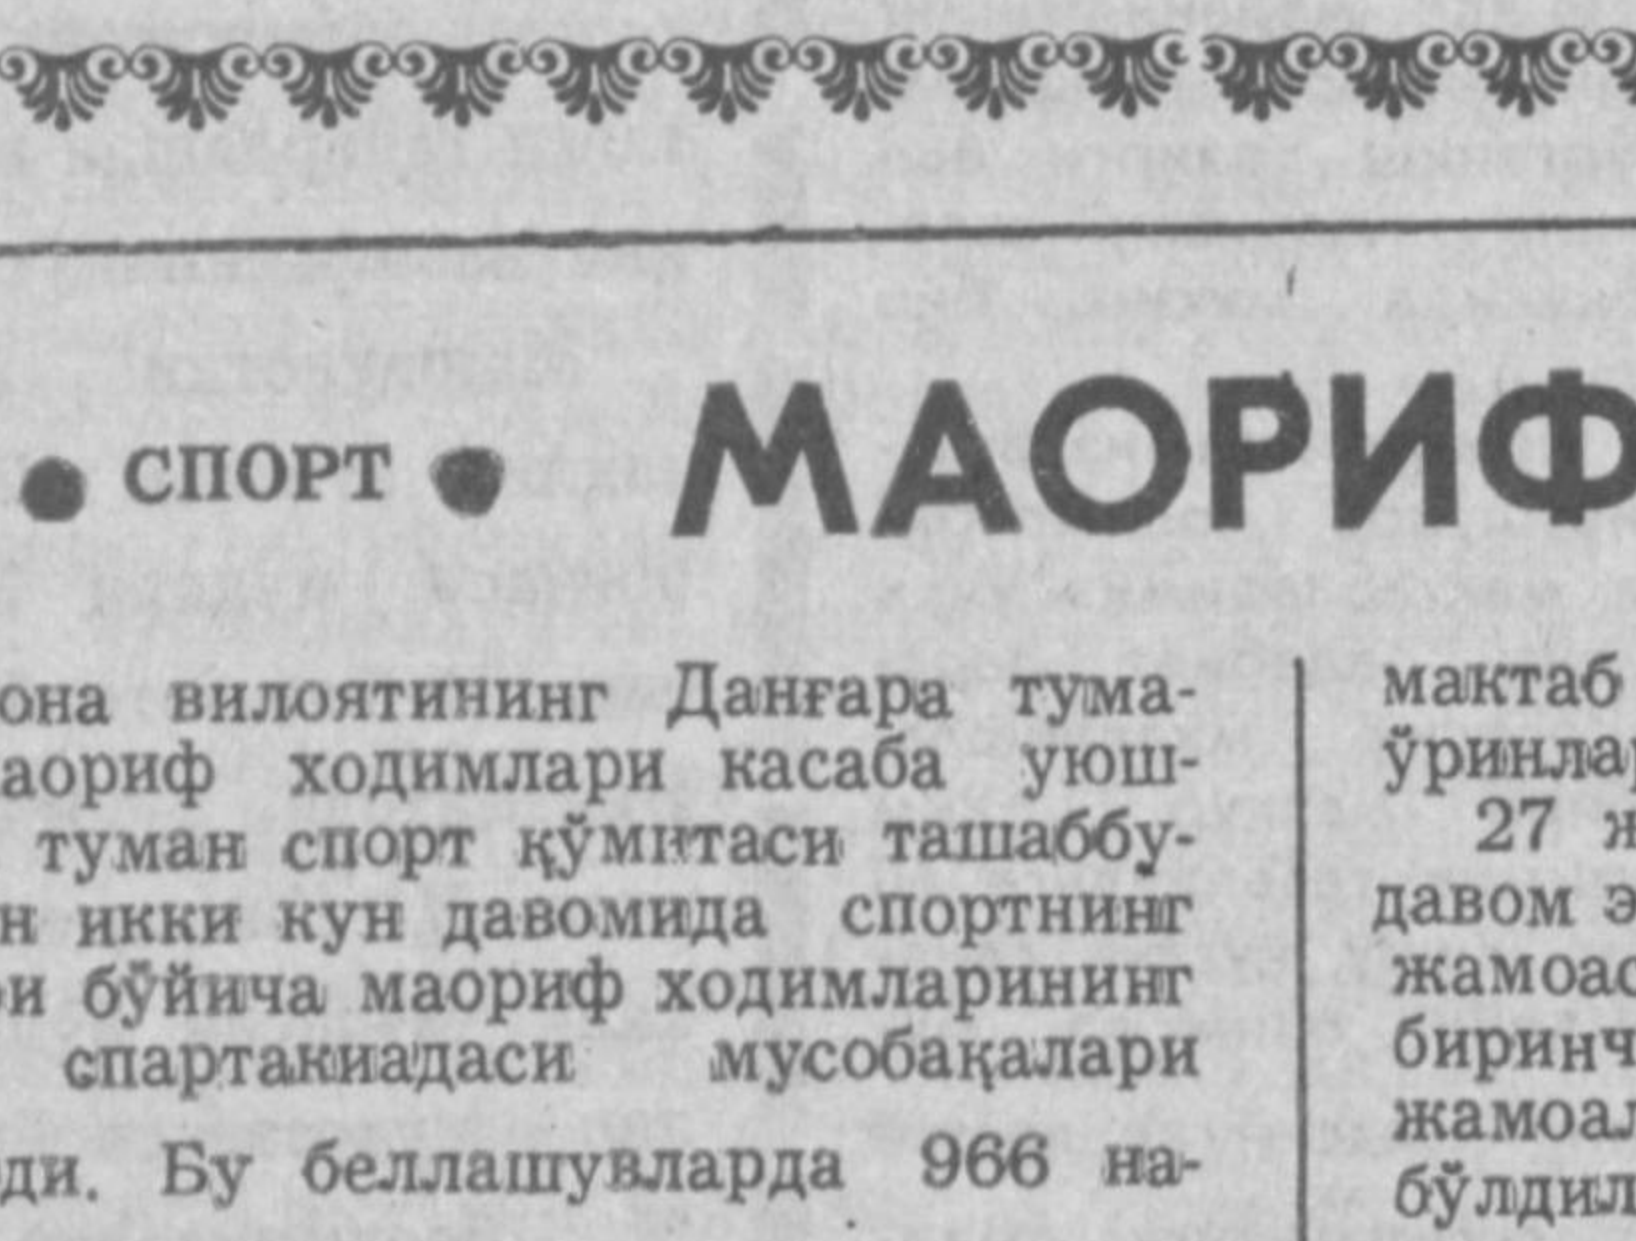 ● СПОРТ ● МАОРИФ
она вилоятининг Данғара тума-
аориф ходимлари касаба уюш-
туман спорт қўмитаси ташаббу-
н икки кун давомида спортнинг
и бўйича маориф ходимларининг
спартакиадаси мусобақалари
ди. Бу беллашувларда 966 на-
мактаб
ўринлар
27 ж
давом э
жамоас
биринч
жамоал
бўлдил